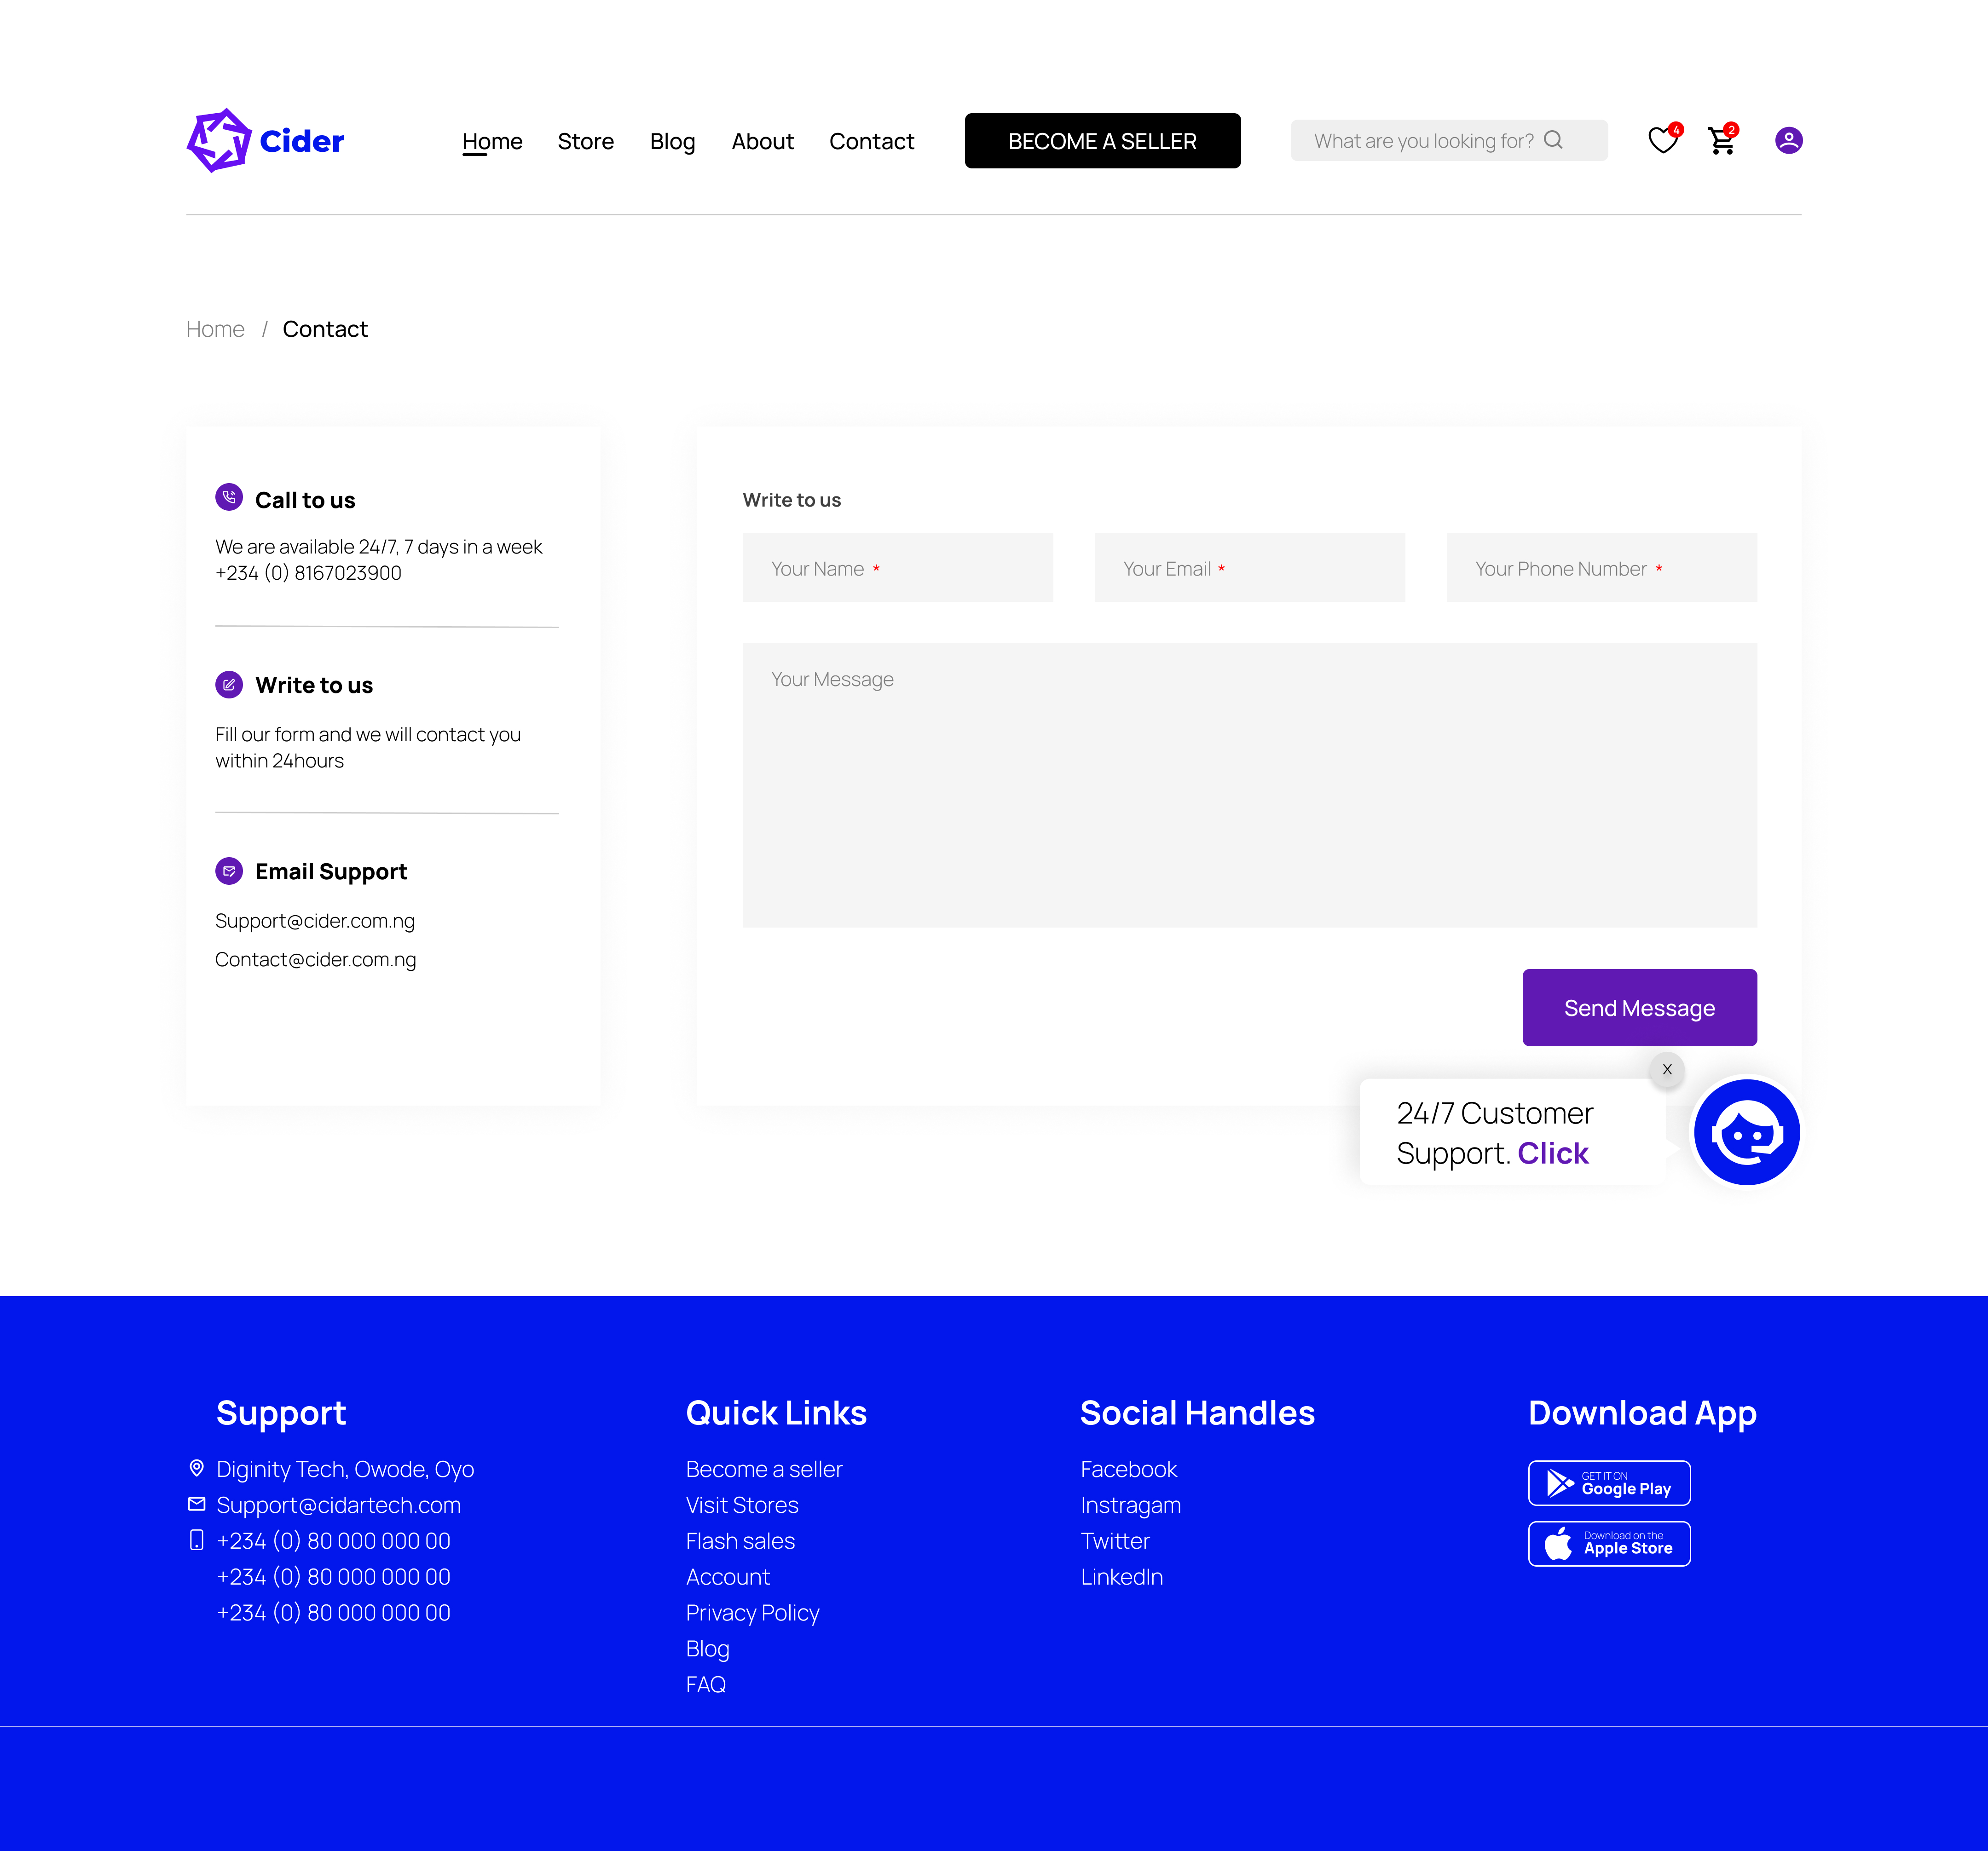 Cider
Home Store Blog About Contact BECOME A SELLER What are you looking for? 4 2
Home / Contact
Call to us
We are available 24/7, 7 days in a week
+234 (0) 8167023900
Write to us
Fill our form and we will contact you
within 24hours
Email Support
Support@cider.com.ng
Contact@cider.com.ng
Write to us
Your Name * Your Email * Your Phone Number *
Your Message
Send Message
X
24/7 Customer
Support. Click
Support
Diginity Tech, Owode, Oyo
Support@cidartech.com
+234 (0) 80 000 000 00
+234 (0) 80 000 000 00
+234 (0) 80 000 000 00
Quick Links
Become a seller
Visit Stores
Flash sales
Account
Privacy Policy
Blog
FAQ
Social Handles
Facebook
Instragam
Twitter
LinkedIn
Download App
GET IT ON
Google Play
Download on the
Apple Store